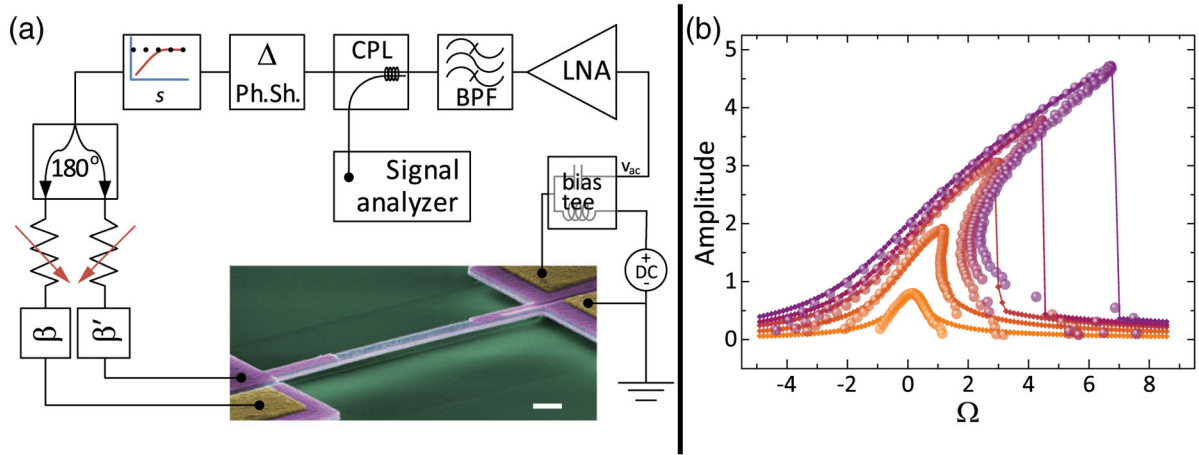 (a)
s
Δ
Ph.Sh.
CPL
BPF
LNA
180°
Signal
analyzer
bias
tee
vac
+
DC
-
β
β′
(b)
Amplitude
5
4
3
2
1
0
-4 -2 0 2 4 6 8
Ω